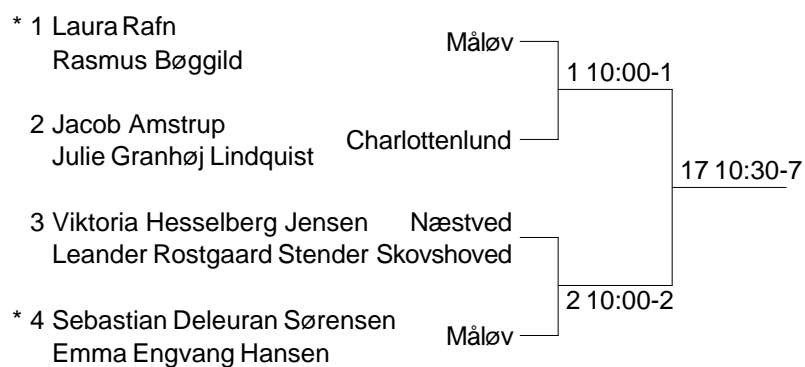 * 1 Laura Rafn
Rasmus Bøggild
Måløv
1 10:00-1
2 Jacob Amstrup
Julie Granhøj Lindquist
Charlottenlund
17 10:30-7
3 Viktoria Hesselberg Jensen Næstved
Leander Rostgaard Stender Skovshoved
2 10:00-2
* 4 Sebastian Deleuran Sørensen
Emma Engvang Hansen
Måløv